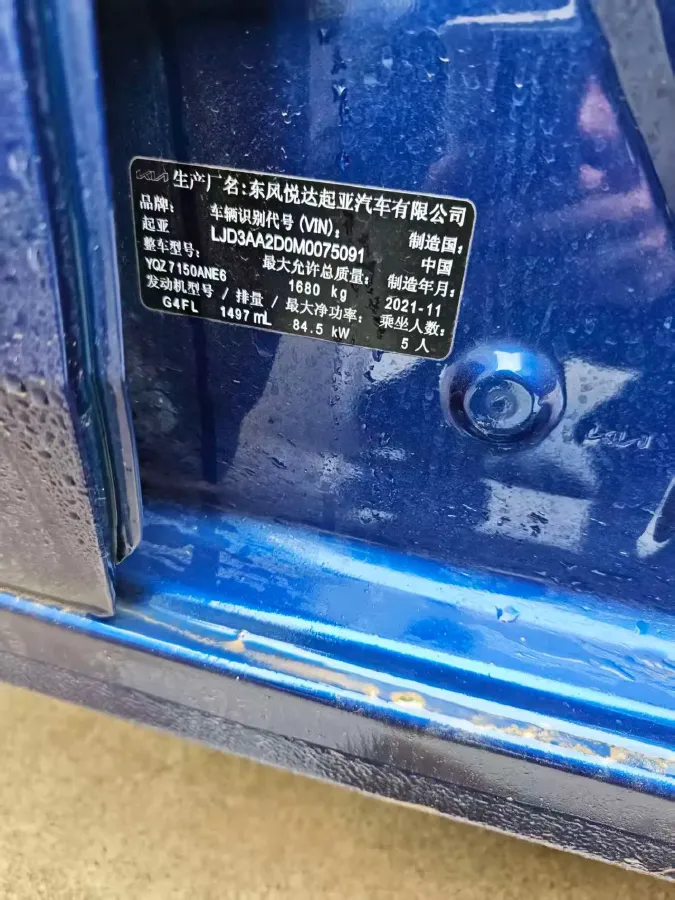 KIA 生产厂名:东风悦达起亚汽车有限公司
品牌: 车辆识别代号(VIN): 制造国:
起亚 LJD3AA2D0M0075091 中国
整车型号: 最大允许总质量: 制造年月:
YQZ7150ANE6 1680 kg 2021-11
发动机型号 / 排量 / 最大净功率: 乘坐人数:
G4FL 1497 mL 84.5 kW 5 人
KIA